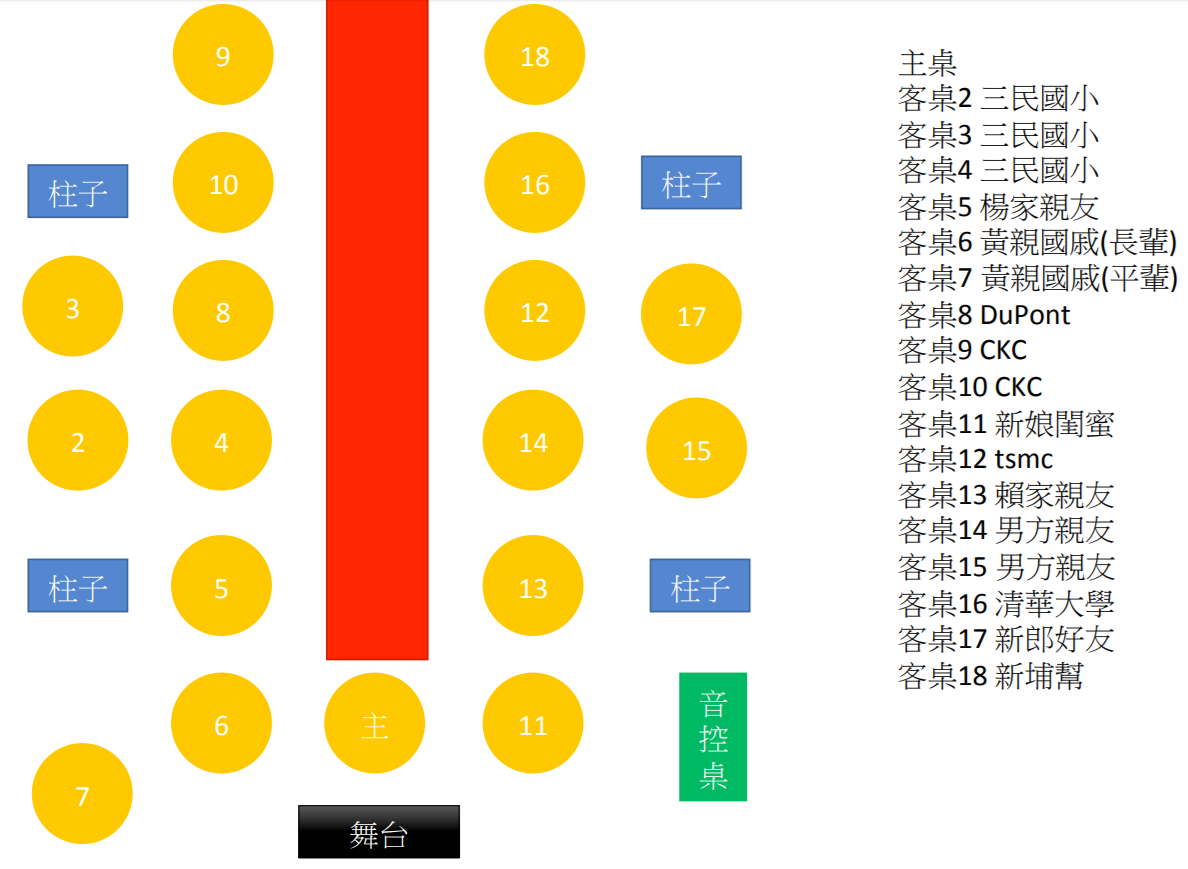 9
18
10
16
柱子
柱子
3
8
12
17
2
4
14
15
柱子
5
13
柱子
6
主
11
音控桌
7
舞台
主桌
客桌2 三民國小
客桌3 三民國小
客桌4 三民國小
客桌5 楊家親友
客桌6 黃親國戚(長輩)
客桌7 黃親國戚(平輩)
客桌8 DuPont
客桌9 CKC
客桌10 CKC
客桌11 新娘閨蜜
客桌12 tsmc
客桌13 賴家親友
客桌14 男方親友
客桌15 男方親友
客桌16 清華大學
客桌17 新郎好友
客桌18 新埔幫